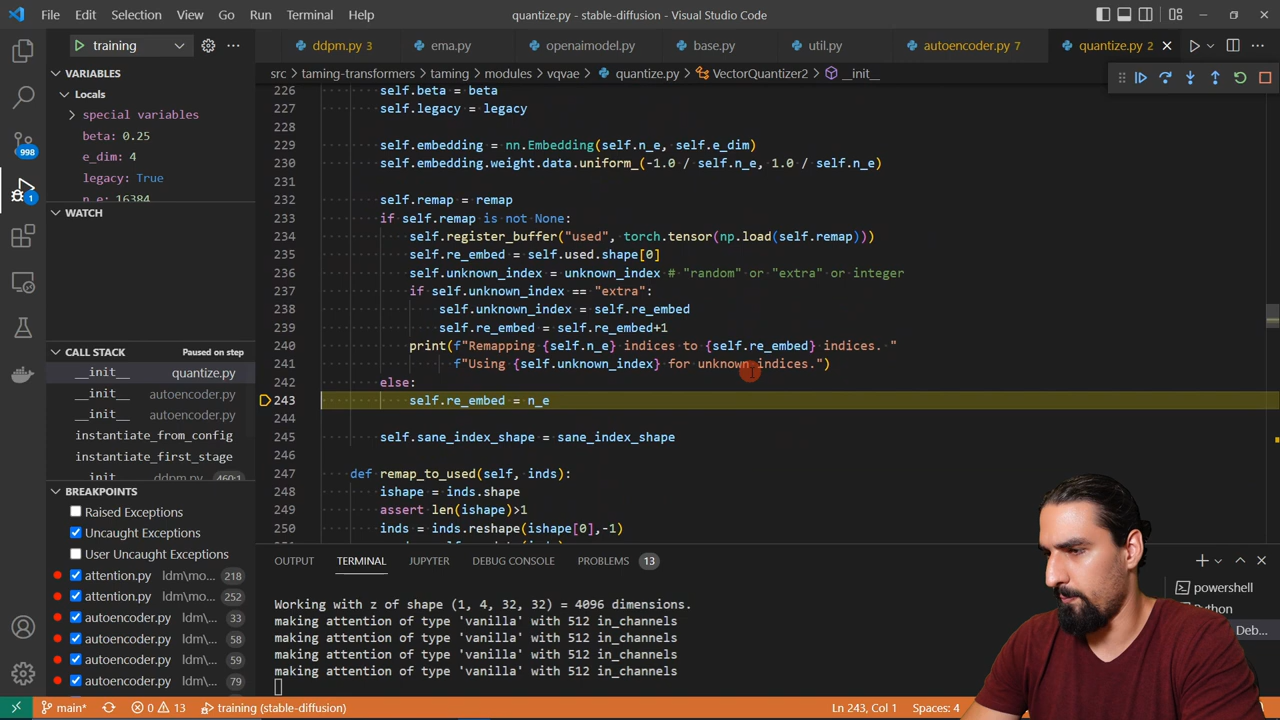 File Edit Selection View Go Run Terminal Help
quantize.py - stable-diffusion - Visual Studio Code
training
ddpm.py 3
ema.py
openaimodel.py
base.py
util.py
autoencoder.py 7
quantize.py 2
src > taming-transformers > taming > modules > vqvae > quantize.py > VectorQuantizer2 > __init__
VARIABLES
Locals
special variables
beta: 0.25
e_dim: 4
legacy: True
n_e: 16384
WATCH
CALL STACK Paused on step
__init__ quantize.py
__init__ autoencoder.py
__init__ autoencoder.py
instantiate_from_config
instantiate_first_stage
__init__ ddpm.py 460:1
BREAKPOINTS
Raised Exceptions
Uncaught Exceptions
User Uncaught Exceptions
attention.py ldm\mo... 218
attention.py ldm\mo... 252
autoencoder.py ldm\... 33
autoencoder.py ldm\... 58
autoencoder.py ldm\... 59
autoencoder.py ldm\... 79
998
1
226 self.beta = beta
227 self.legacy = legacy
228
229 self.embedding = nn.Embedding(self.n_e, self.e_dim)
230 self.embedding.weight.data.uniform_(-1.0 / self.n_e, 1.0 / self.n_e)
231
232 self.remap = remap
233 if self.remap is not None:
234 self.register_buffer("used", torch.tensor(np.load(self.remap)))
235 self.re_embed = self.used.shape[0]
236 self.unknown_index = unknown_index # "random" or "extra" or integer
237 if self.unknown_index == "extra":
238 self.unknown_index = self.re_embed
239 self.re_embed = self.re_embed+1
240 print(f"Remapping {self.n_e} indices to {self.re_embed} indices. "
241 f"Using {self.unknown_index} for unknown indices.")
242 else:
243 self.re_embed = n_e
244
245 self.sane_index_shape = sane_index_shape
246
247 def remap_to_used(self, inds):
248 ishape = inds.shape
249 assert len(ishape)>1
250 inds = inds.reshape(ishape[0],-1)
OUTPUT TERMINAL JUPYTER DEBUG CONSOLE PROBLEMS 13
Working with z of shape (1, 4, 32, 32) = 4096 dimensions.
making attention of type 'vanilla' with 512 in_channels
making attention of type 'vanilla' with 512 in_channels
making attention of type 'vanilla' with 512 in_channels
making attention of type 'vanilla' with 512 in_channels
powershell
Python
Deb...
main* 0 13 training (stable-diffusion)
Ln 243, Col 1 Spaces: 4